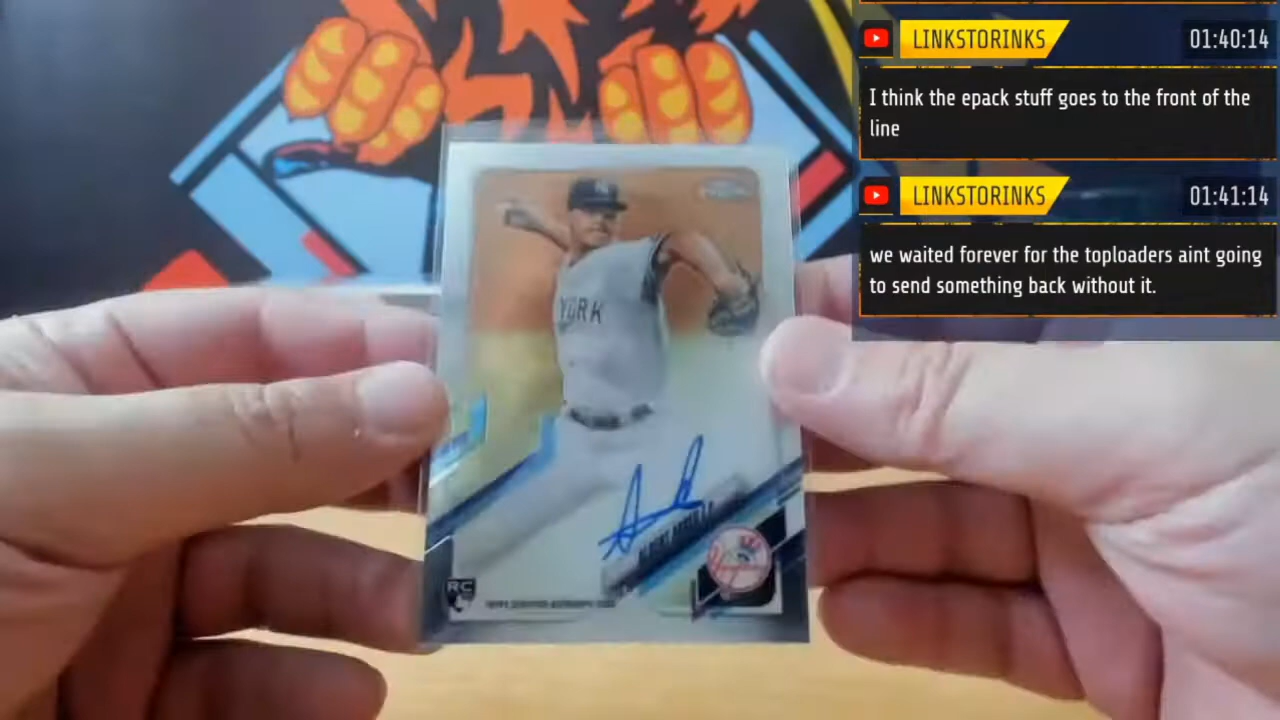 LINKSTORINKS 01:40:14
I think the epack stuff goes to the front of the
line
LINKSTORINKS 01:41:14
we waited forever for the toploaders aint going
to send something back without it.
YORK
RC